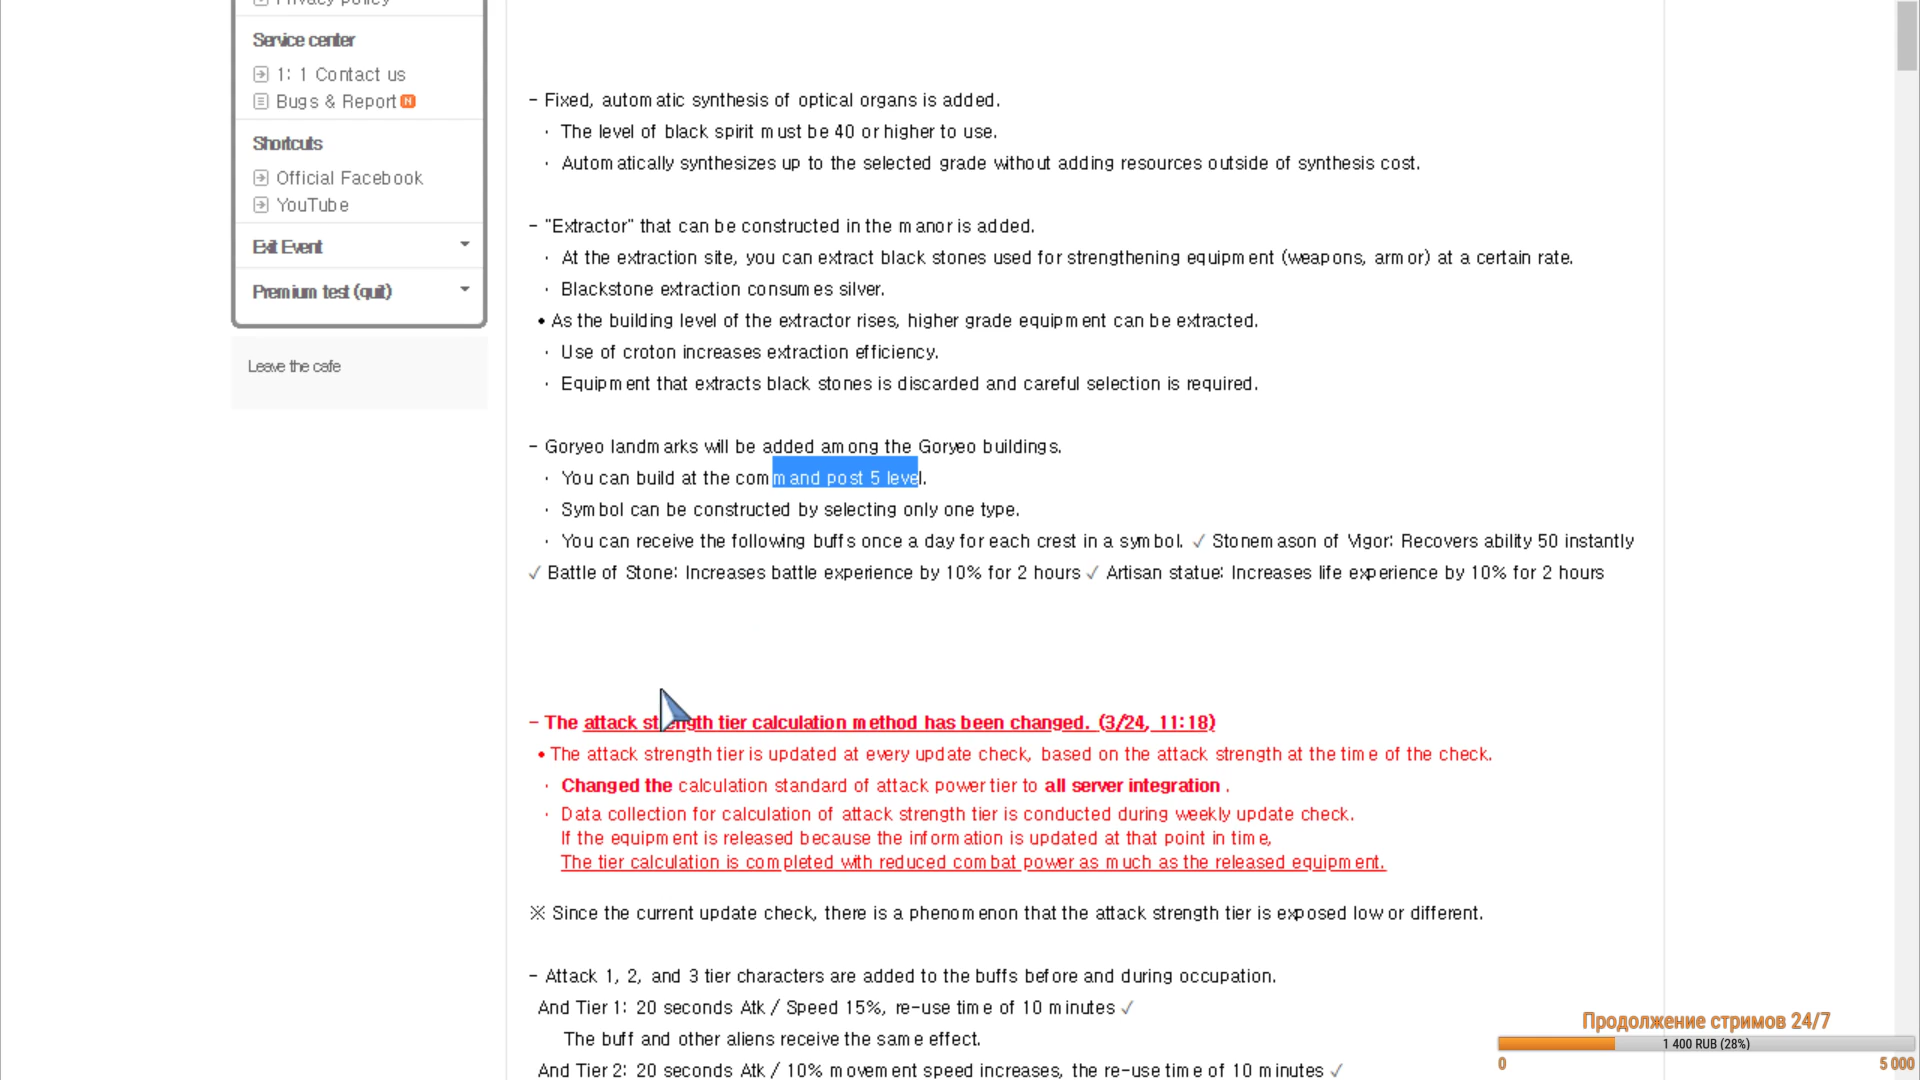 Privacy policy
Service center
1: 1 Contact us
Bugs & Report N
Shortcuts
Official Facebook
YouTube
Exit Event
Premium test (quit)
Leave the cafe
- Fixed, automatic synthesis of optical organs is added.
· The level of black spirit must be 40 or higher to use.
· Automatically synthesizes up to the selected grade without adding resources outside of synthesis cost.
- "Extractor" that can be constructed in the manor is added.
· At the extraction site, you can extract black stones used for strengthening equipment (weapons, armor) at a certain rate.
· Blackstone extraction consumes silver.
• As the building level of the extractor rises, higher grade equipment can be extracted.
· Use of croton increases extraction efficiency.
· Equipment that extracts black stones is discarded and careful selection is required.
- Goryeo landmarks will be added among the Goryeo buildings.
· You can build at the command post 5 level.
· Symbol can be constructed by selecting only one type.
· You can receive the following buffs once a day for each crest in a symbol. ✓ Stonemason of Vigor: Recovers ability 50 instantly
✓ Battle of Stone: Increases battle experience by 10% for 2 hours ✓ Artisan statue: Increases life experience by 10% for 2 hours
- The attack strength tier calculation method has been changed. (3/24, 11:18)
• The attack strength tier is updated at every update check, based on the attack strength at the time of the check.
· Changed the calculation standard of attack power tier to all server integration .
· Data collection for calculation of attack strength tier is conducted during weekly update check.
If the equipment is released because the information is updated at that point in time,
The tier calculation is completed with reduced combat power as much as the released equipment.
※ Since the current update check, there is a phenomenon that the attack strength tier is exposed low or different.
- Attack 1, 2, and 3 tier characters are added to the buffs before and during occupation.
And Tier 1: 20 seconds Atk / Speed 15%, re-use time of 10 minutes ✓
The buff and other aliens receive the same effect.
And Tier 2: 20 seconds Atk / 10% movement speed increases, the re-use time of 10 minutes ✓
Продолжение стримов 24/7
1 400 RUB (28%)
0
5 000